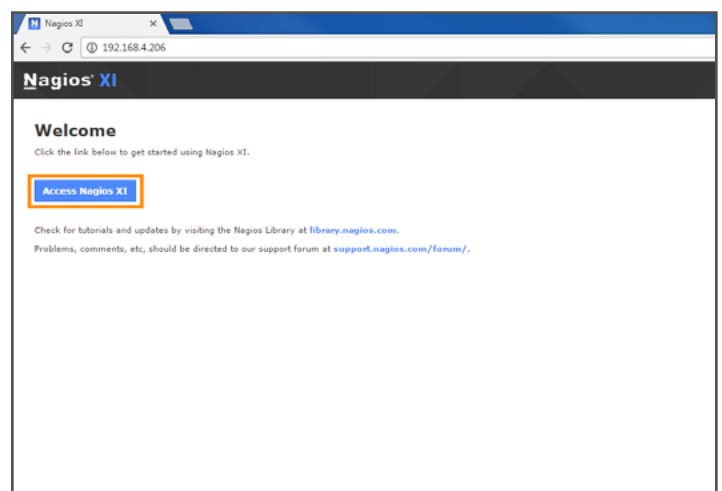 Nagios XI
192.168.4.206
Nagios® XI
Welcome
Click the link below to get started using Nagios XI.
Access Nagios XI
Check for tutorials and updates by visiting the Nagios Library at library.nagios.com.
Problems, comments, etc, should be directed to our support forum at support.nagios.com/forum/.